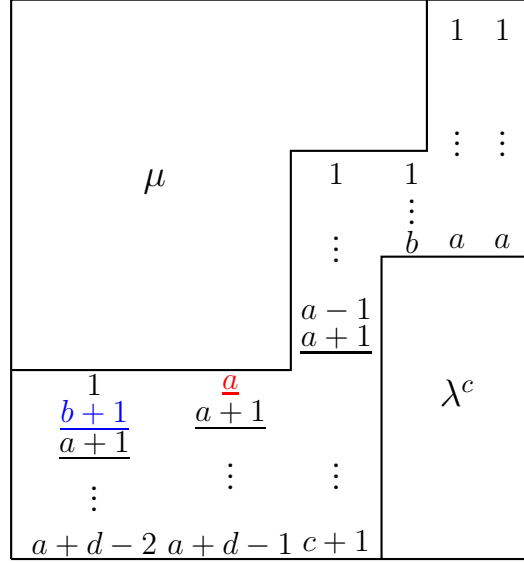 1 1
μ ⋮ ⋮
1 1
⋮
⋮ b a a
a − 1
a + 1
1 a λ^c
b + 1 a + 1
a + 1
⋮ ⋮ ⋮
a + d − 2 a + d − 1 c + 1